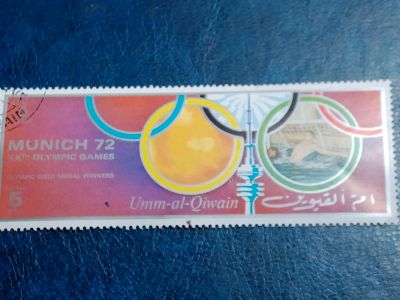 MUNICH 72
XXTH OLYMPIC GAMES
OLYMPIC GOLD MEDAL WINNERS
5
Umm-al-Qiwain
ام القيوين